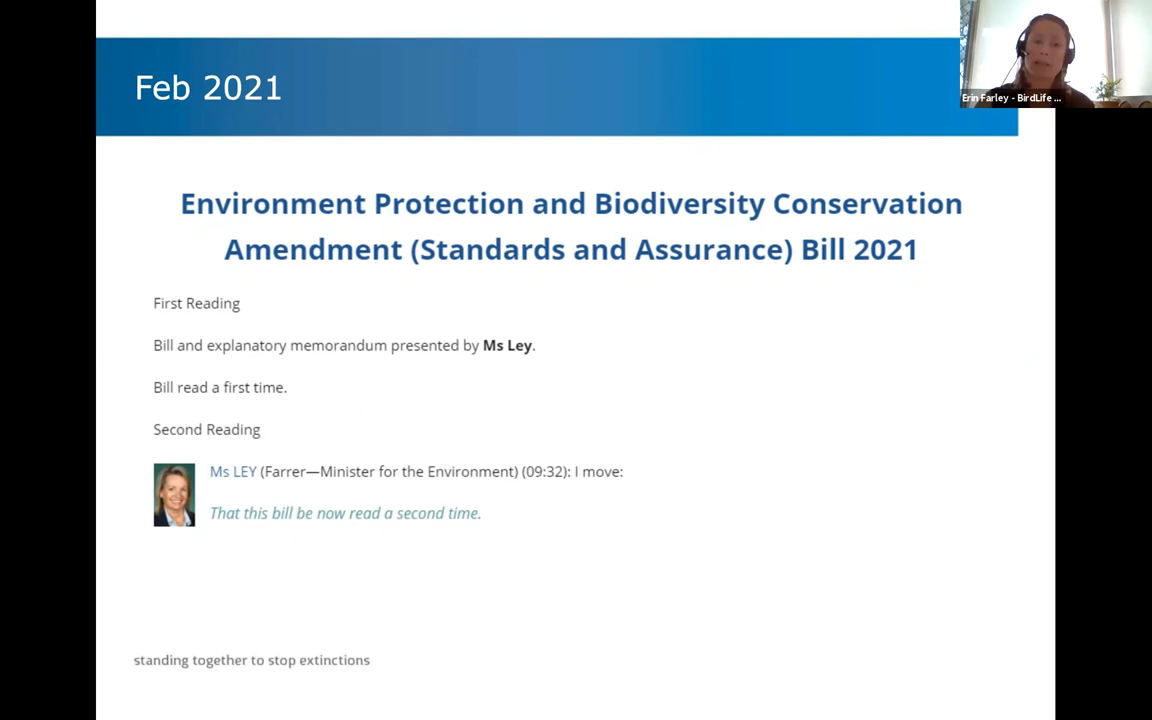 Feb 2021
Erin Farley - BirdLife ...
Environment Protection and Biodiversity Conservation
Amendment (Standards and Assurance) Bill 2021
First Reading
Bill and explanatory memorandum presented by Ms Ley.
Bill read a first time.
Second Reading
Ms LEY (Farrer—Minister for the Environment) (09:32): I move:
That this bill be now read a second time.
standing together to stop extinctions